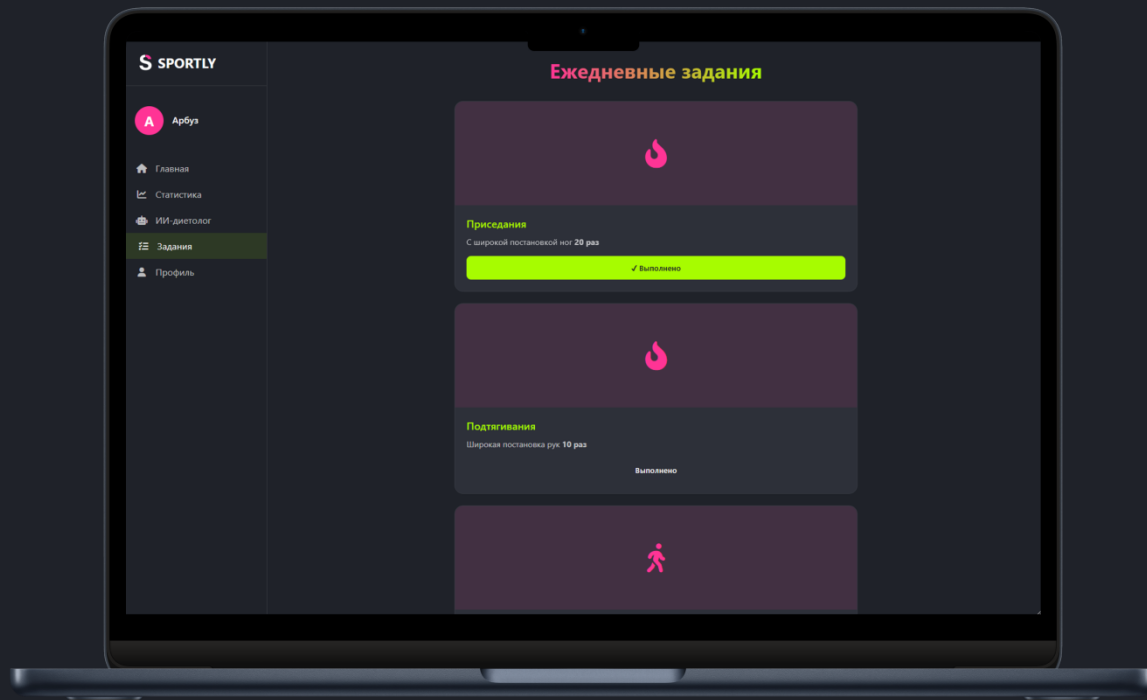 SPORTLY
А Арбуз
Главная
Статистика
ИИ-диетолог
Задания
Профиль
Ежедневные задания
Приседания
С широкой постановкой ног 20 раз
✓ Выполнено
Подтягивания
Широкая постановка рук 10 раз
Выполнено